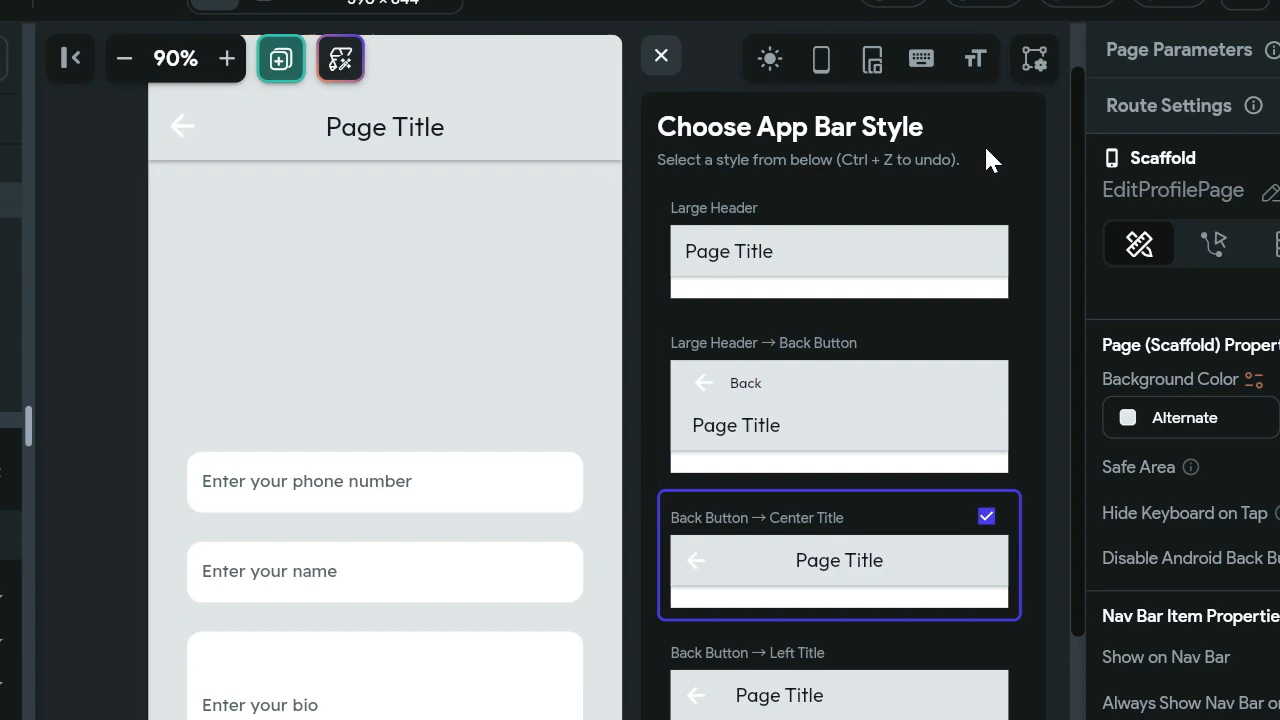 90%
Page Title
Enter your phone number
Enter your name
Enter your bio
Choose App Bar Style
Select a style from below (Ctrl + Z to undo).
Large Header
Page Title
Large Header → Back Button
Back
Page Title
Back Button → Center Title
Page Title
Back Button → Left Title
Page Title
Page Parameters
Route Settings
Scaffold
EditProfilePage
Page (Scaffold) Propert
Background Color
Alternate
Safe Area
Hide Keyboard on Tap
Disable Android Back Bu
Nav Bar Item Propertie
Show on Nav Bar
Always Show Nav Bar o